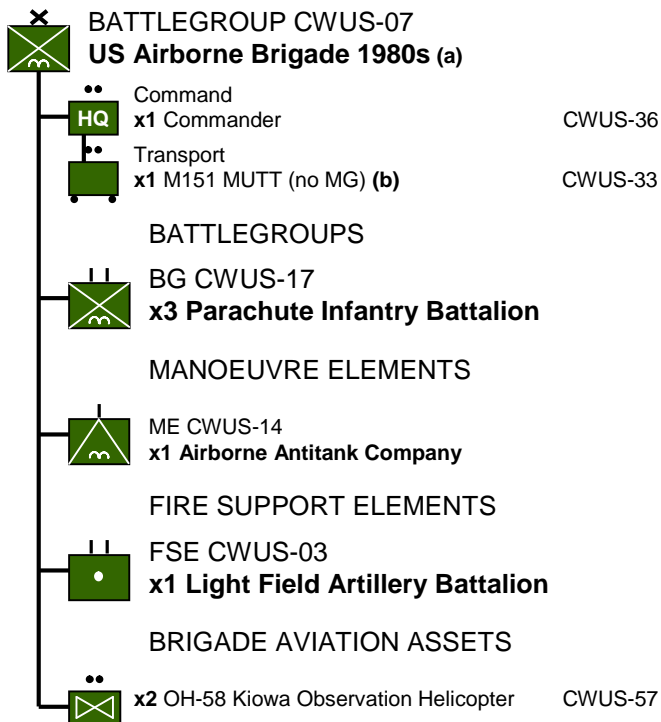 BATTLEGROUP CWUS-07
US Airborne Brigade 1980s (a)
Command
HQ x1 Commander CWUS-36
Transport
x1 M151 MUTT (no MG) (b) CWUS-33
BATTLEGROUPS
BG CWUS-17
x3 Parachute Infantry Battalion
MANOEUVRE ELEMENTS
ME CWUS-14
x1 Airborne Antitank Company
FIRE SUPPORT ELEMENTS
FSE CWUS-03
x1 Light Field Artillery Battalion
BRIGADE AVIATION ASSETS
x2 OH-58 Kiowa Observation Helicopter CWUS-57